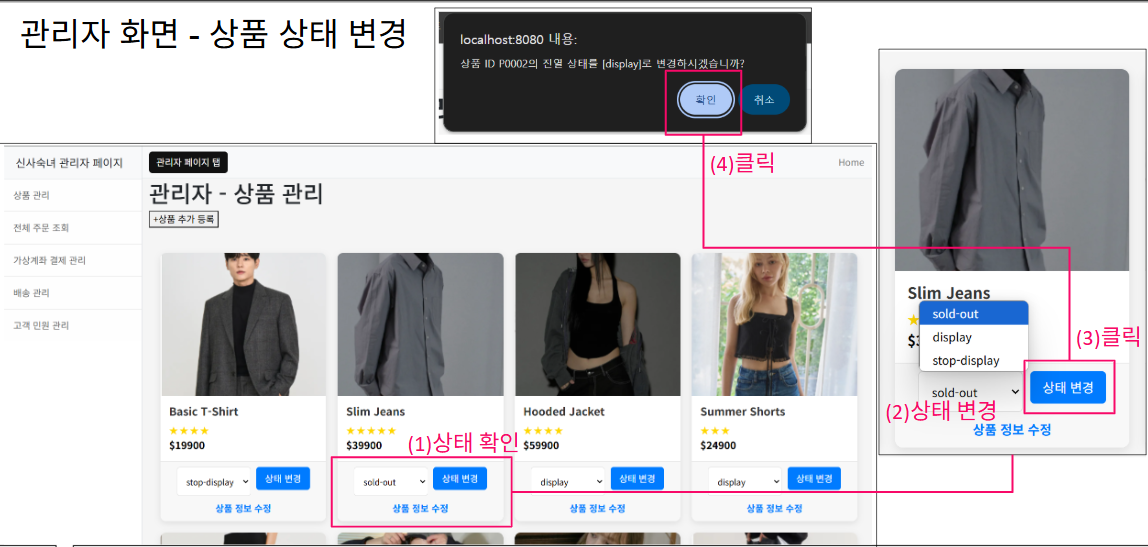 관리자 화면 - 상품 상태 변경
localhost:8080 내용:
상품 ID P0002의 진열 상태를 [display]로 변경하시겠습니까?
확인
취소
(4)클릭
신사숙녀 관리자 페이지
관리자 페이지 탭
Home
상품 관리
전체 주문 조회
가상계좌 결제 관리
배송 관리
고객 민원 관리
관리자 - 상품 관리
+상품 추가 등록
Basic T-Shirt
★★★★
$19900
stop-display
상태 변경
상품 정보 수정
Slim Jeans
★★★★★
$39900
(1)상태 확인
sold-out
상태 변경
상품 정보 수정
Hooded Jacket
★★★★
$59900
display
상태 변경
상품 정보 수정
Summer Shorts
★★★
$24900
display
상태 변경
상품 정보 수정
Slim Jeans
sold-out
display
stop-display
(3)클릭
sold-out
상태 변경
(2)상태 변경
상품 정보 수정